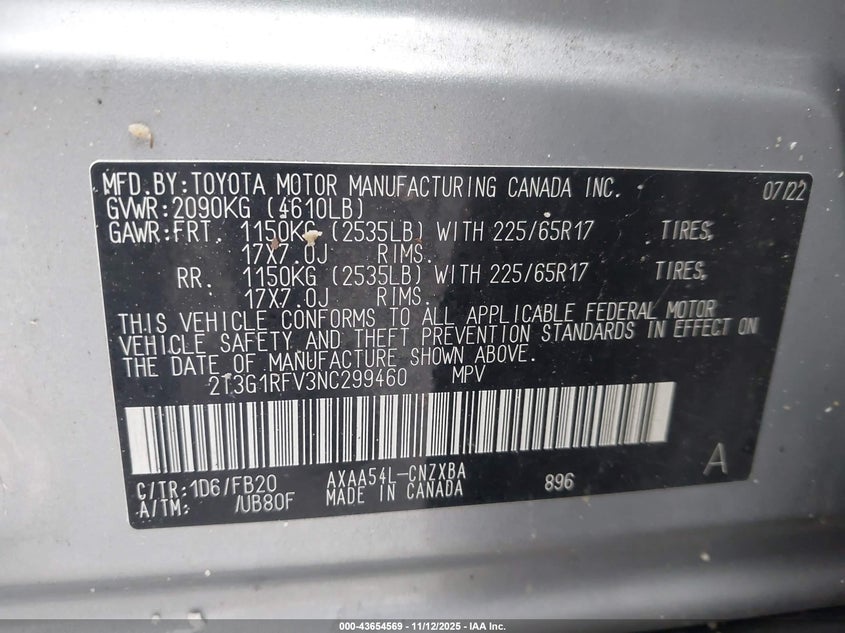 MFD.BY:TOYOTA MOTOR MANUFACTURING CANADA INC. 07/22
GVWR:2090KG (4610LB)
GAWR:FRT. 1150KG (2535LB) WITH 225/65R17 TIRES,
17X7.0J RIMS.
RR. 1150KG (2535LB) WITH 225/65R17 TIRES,
17X7.0J RIMS.
THIS VEHICLE CONFORMS TO ALL APPLICABLE FEDERAL MOTOR
VEHICLE SAFETY AND THEFT PREVENTION STANDARDS IN EFFECT ON
THE DATE OF MANUFACTURE SHOWN ABOVE.
2T3G1RFV3NC299460 MPV
A
C/TR:1D6/FB20 AXAA54L-CNZXBA 896
A/TM: /UB80F MADE IN CANADA
000-43654569 - 11/12/2025 - IAA Inc.